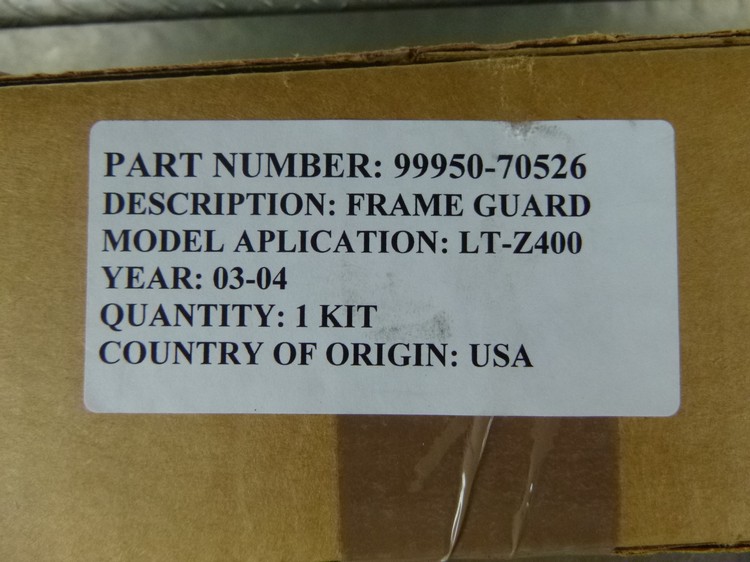 PART NUMBER: 99950-70526
DESCRIPTION: FRAME GUARD
MODEL APLICATION: LT-Z400
YEAR: 03-04
QUANTITY: 1 KIT
COUNTRY OF ORIGIN: USA